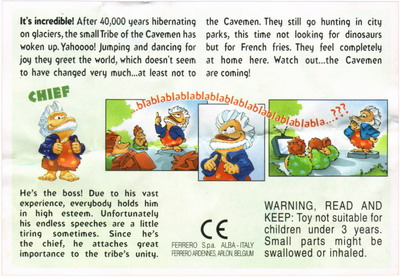 It's incredible! After 40,000 years hibernating
on glaciers, the small Tribe of the Cavemen has
woken up. Yahoooo! Jumping and dancing for
joy they greet the world, which doesn't seem
to have changed very much...at least not to
the Cavemen. They still go hunting in city
parks, this time not looking for dinosaurs
but for French fries. They feel completely
at home here. Watch out...the Cavemen
are coming!
CHIEF
..blablablablablablablablablablablablablabla...???
He's the boss! Due to his vast
experience, everybody holds him
in high esteem. Unfortunately
his endless speeches are a little
tiring sometimes. Since he's
the chief, he attaches great
importance to the tribe's unity.
CE
FERRERO S.p.a. ALBA - ITALY
FERRERO ARDENNES, ARLON, BELGIUM
WARNING, READ AND
KEEP: Toy not suitable for
children under 3 years.
Small parts might be
swallowed or inhaled.